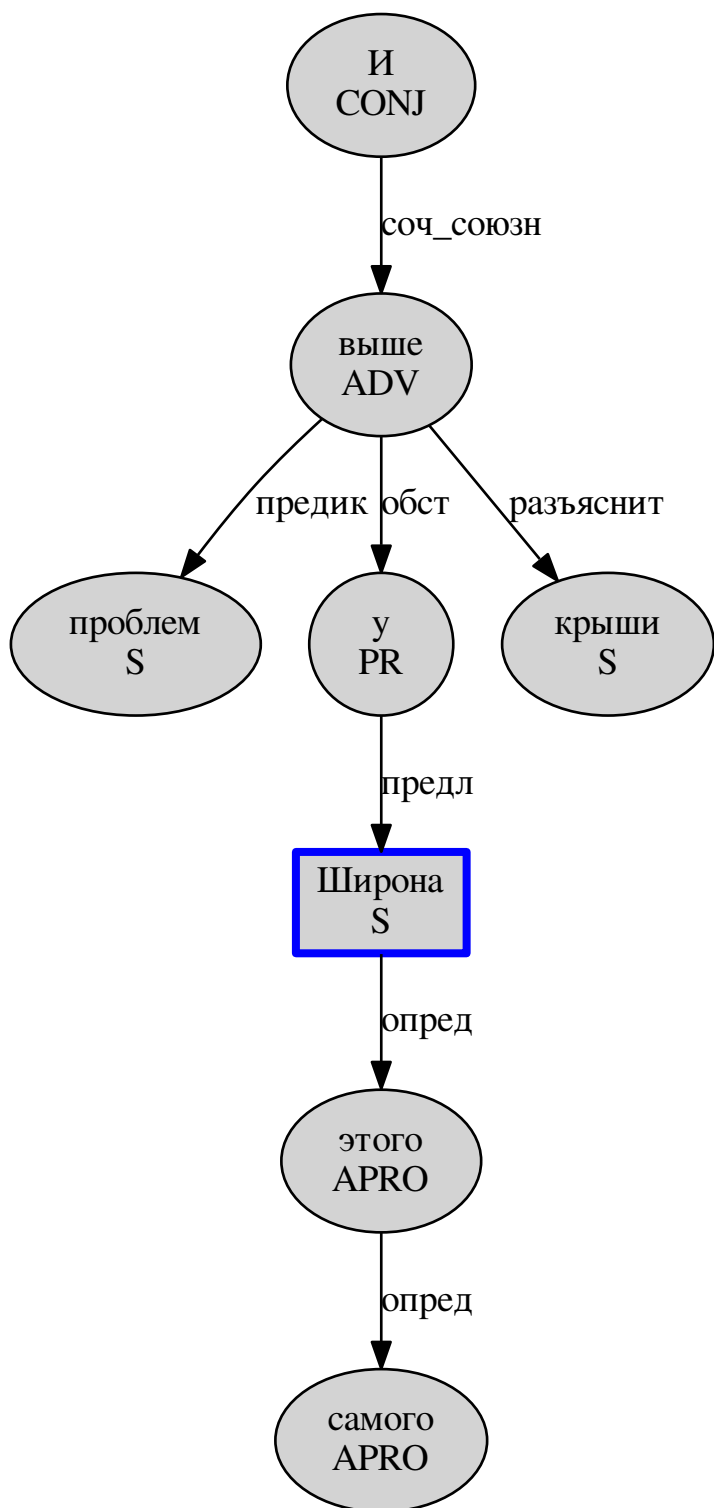 И
CONJ
соч_союзн
выше
ADV
предик
обст
разъяснит
проблем
S
у
PR
крыши
S
предл
Широна
S
опред
этого
APRO
опред
самого
APRO